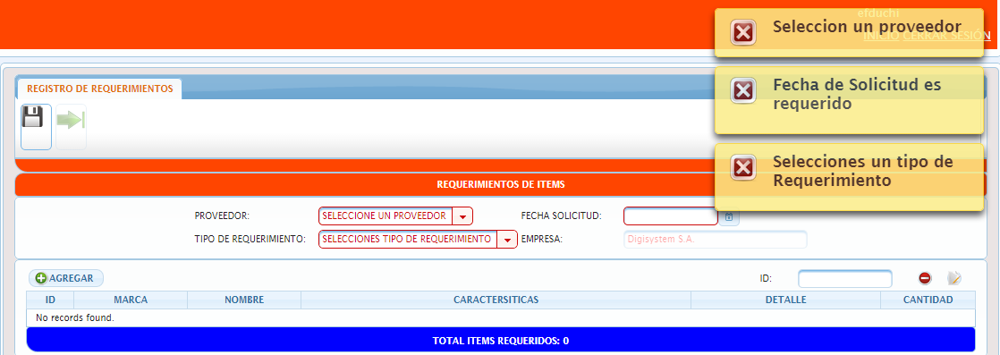 efduchi
INICIO CERRAR SESIÓN
Seleccion un proveedor
Fecha de Solicitud es
requerido
Selecciones un tipo de
Requerimiento
REGISTRO DE REQUERIMIENTOS
REQUERIMIENTOS DE ITEMS
PROVEEDOR: SELECCIONE UN PROVEEDOR FECHA SOLICITUD:
TIPO DE REQUERIMIENTO: SELECCIONES TIPO DE REQUERIMIENTO EMPRESA: Digisystem S.A.
AGREGAR ID:
ID MARCA NOMBRE CARACTERSITICAS DETALLE CANTIDAD
No records found.
TOTAL ITEMS REQUERIDOS: 0